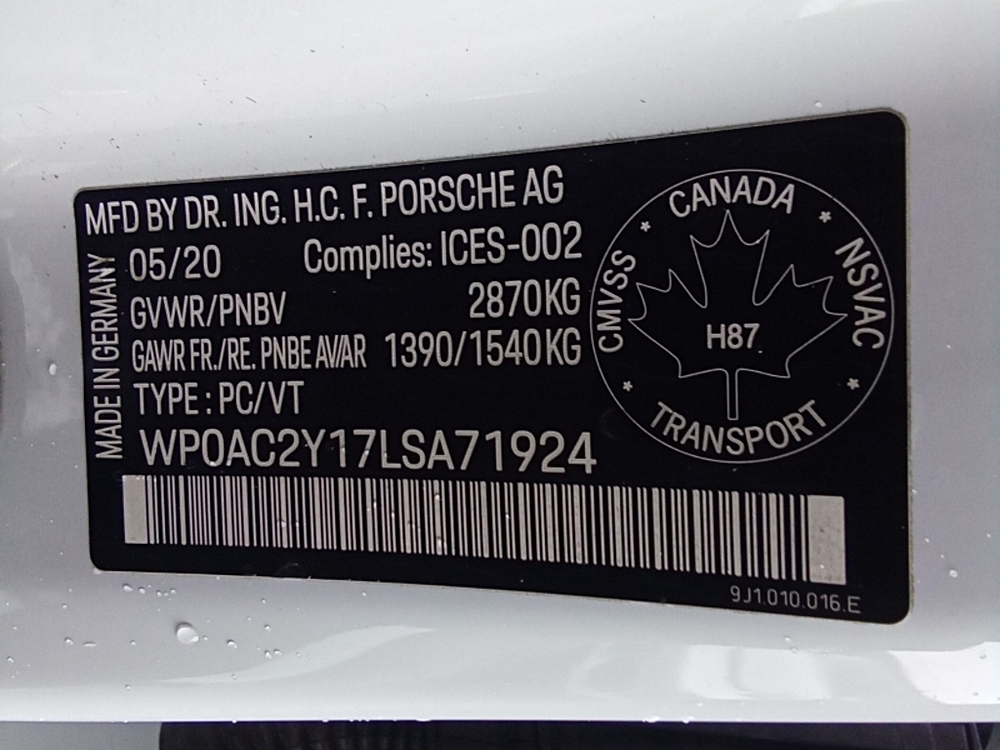 MFD BY DR. ING. H.C. F. PORSCHE AG
05/20 Complies: ICES-002
GVWR/PNBV 2870KG
GAWR FR./RE. PNBE AV/AR 1390/1540KG
TYPE : PC/VT
WP0AC2Y17LSA71924
MADE IN GERMANY
CANADA
CMVSS
NSVAC
H87
TRANSPORT
9J1.010.016.E